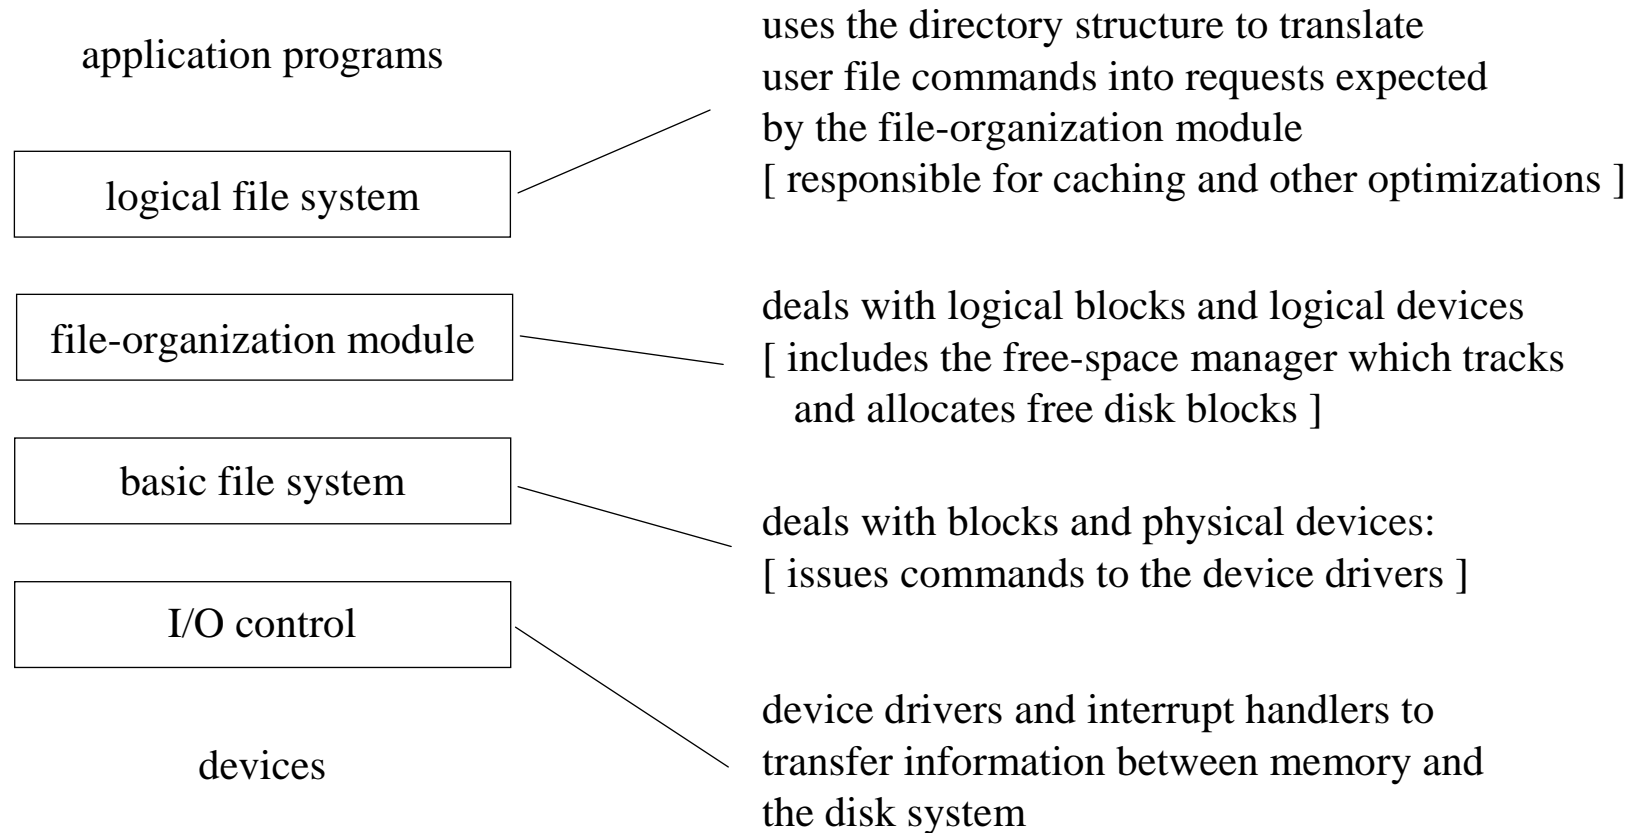 application programs
uses the directory structure to translate
user file commands into requests expected
by the file-organization module
[ responsible for caching and other optimizations ]
logical file system
file-organization module
deals with logical blocks and logical devices
[ includes the free-space manager which tracks
and allocates free disk blocks ]
basic file system
deals with blocks and physical devices:
[ issues commands to the device drivers ]
I/O control
device drivers and interrupt handlers to
transfer information between memory and
the disk system
devices